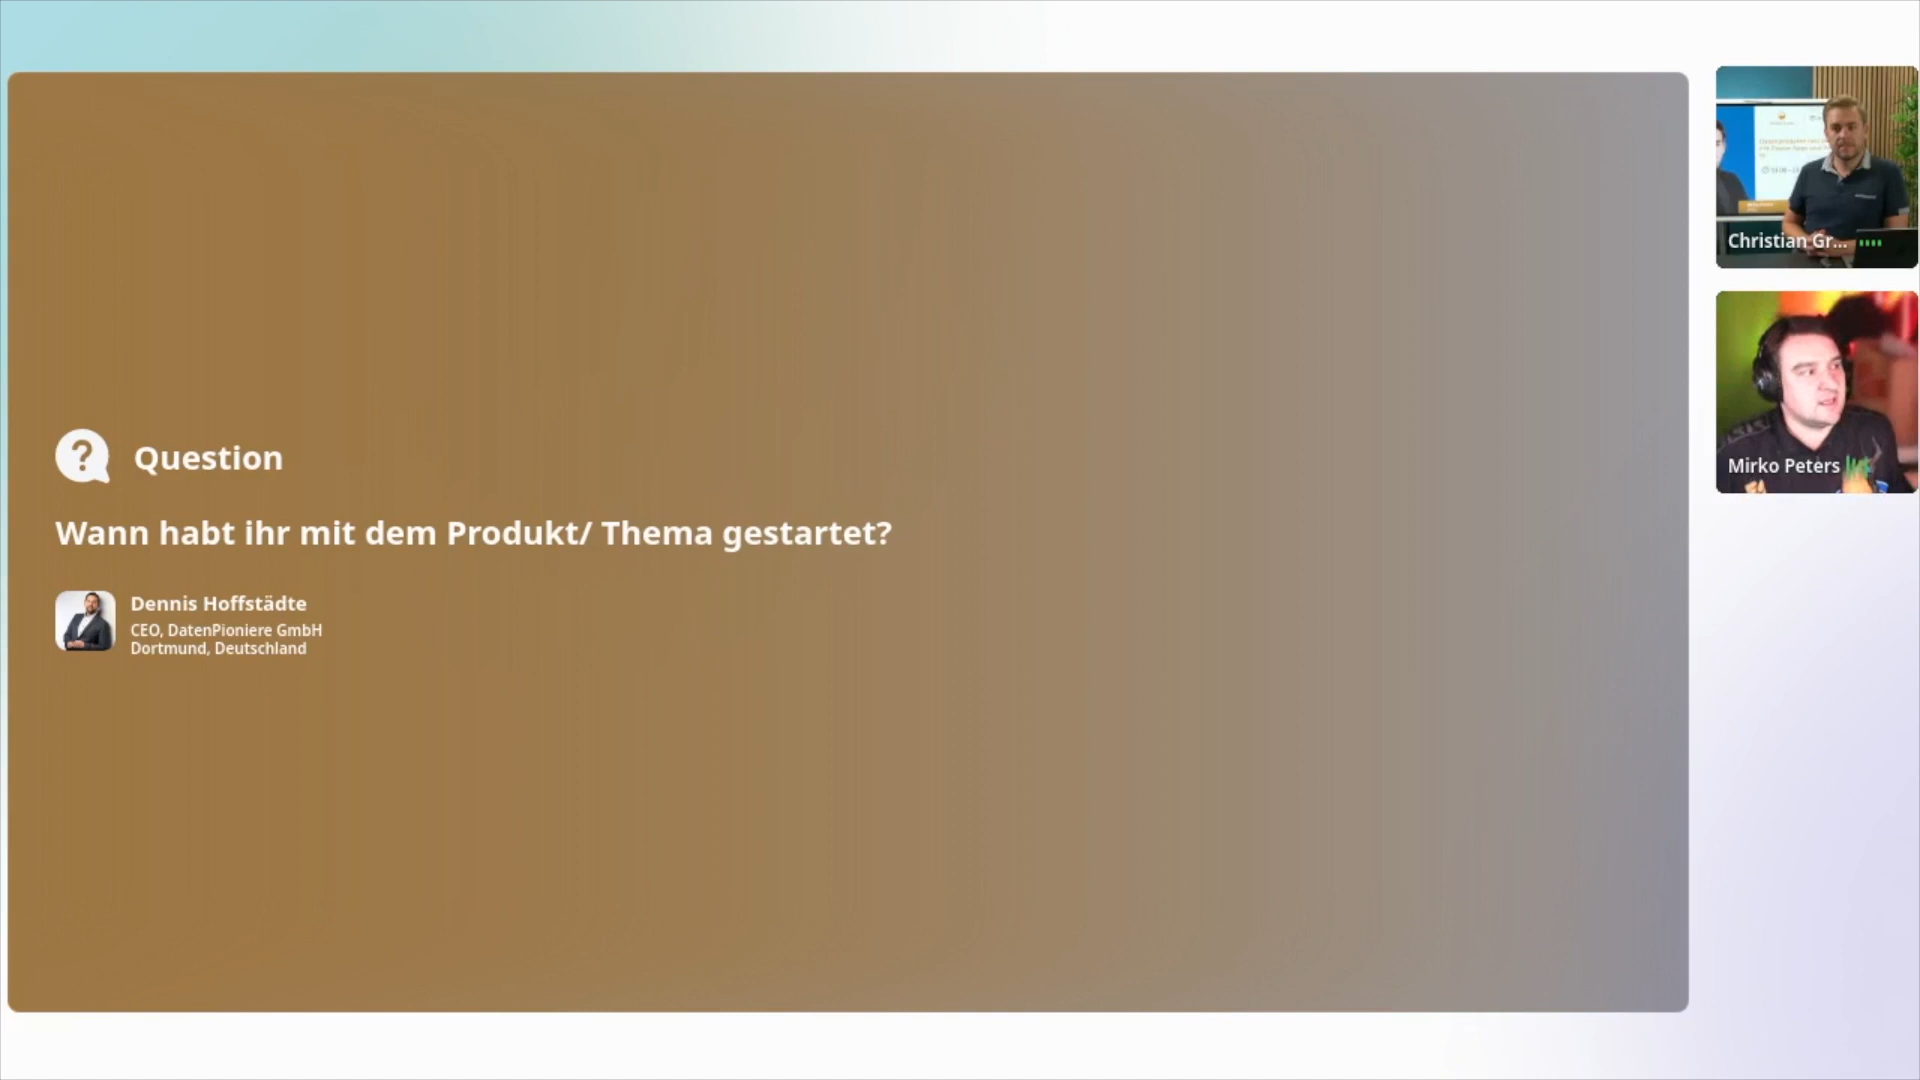 Question
Wann habt ihr mit dem Produkt/ Thema gestartet?
Dennis Hoffstädte
CEO, DatenPioniere GmbH
Dortmund, Deutschland
Christian Gr...
Mirko Peters